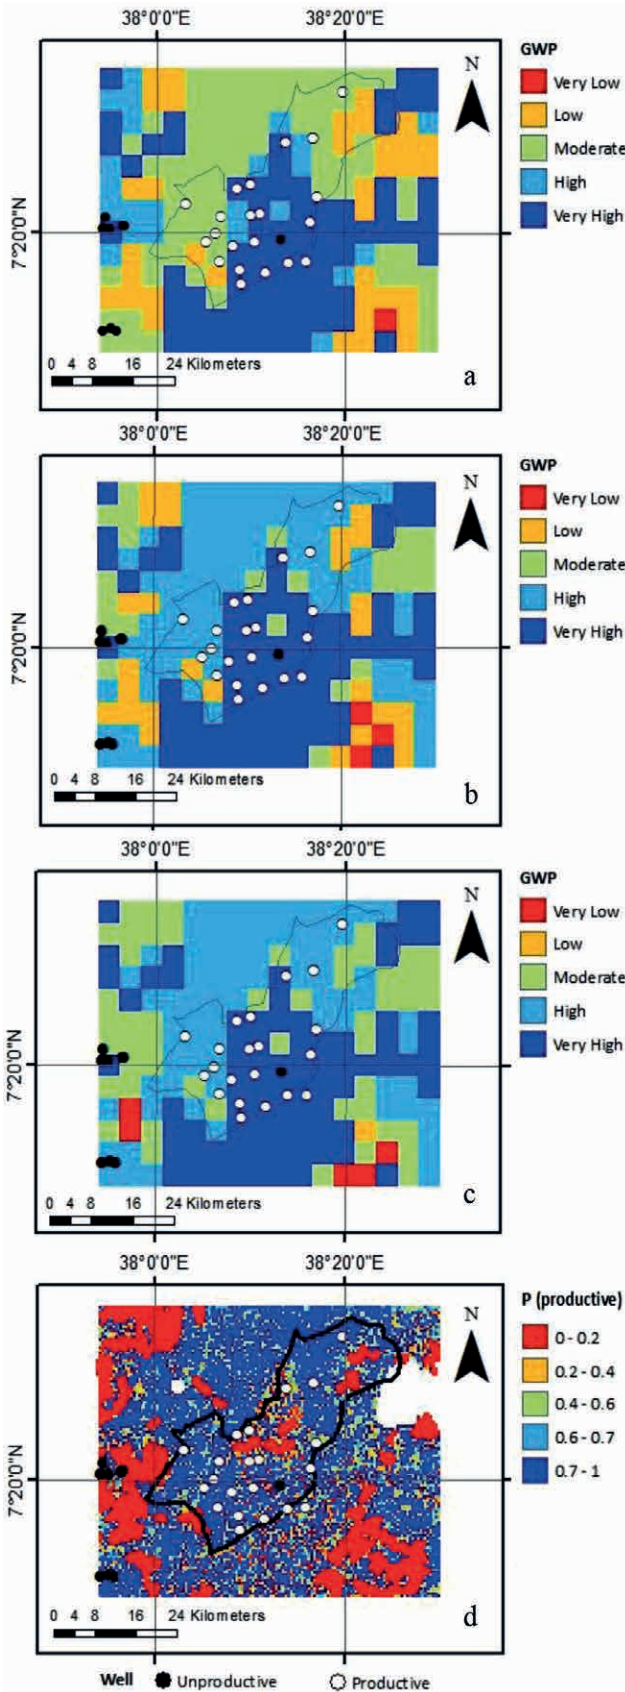 38°0'0"E 38°20'0"E
GWP
N
Very Low
Low
Moderate
High
Very High
7°20'0"N
0 4 8 16 24 Kilometers
a
38°0'0"E 38°20'0"E
GWP
N
Very Low
Low
Moderate
High
Very High
7°20'0"N
0 4 8 16 24 Kilometers
b
38°0'0"E 38°20'0"E
GWP
N
Very Low
Low
Moderate
High
Very High
7°20'0"N
0 4 8 16 24 Kilometers
c
38°0'0"E 38°20'0"E
P (productive)
N
0 - 0.2
0.2 - 0.4
0.4 - 0.6
0.6 - 0.7
0.7 - 1
7°20'0"N
0 4 8 16 24 Kilometers
d
Well Unproductive Productive